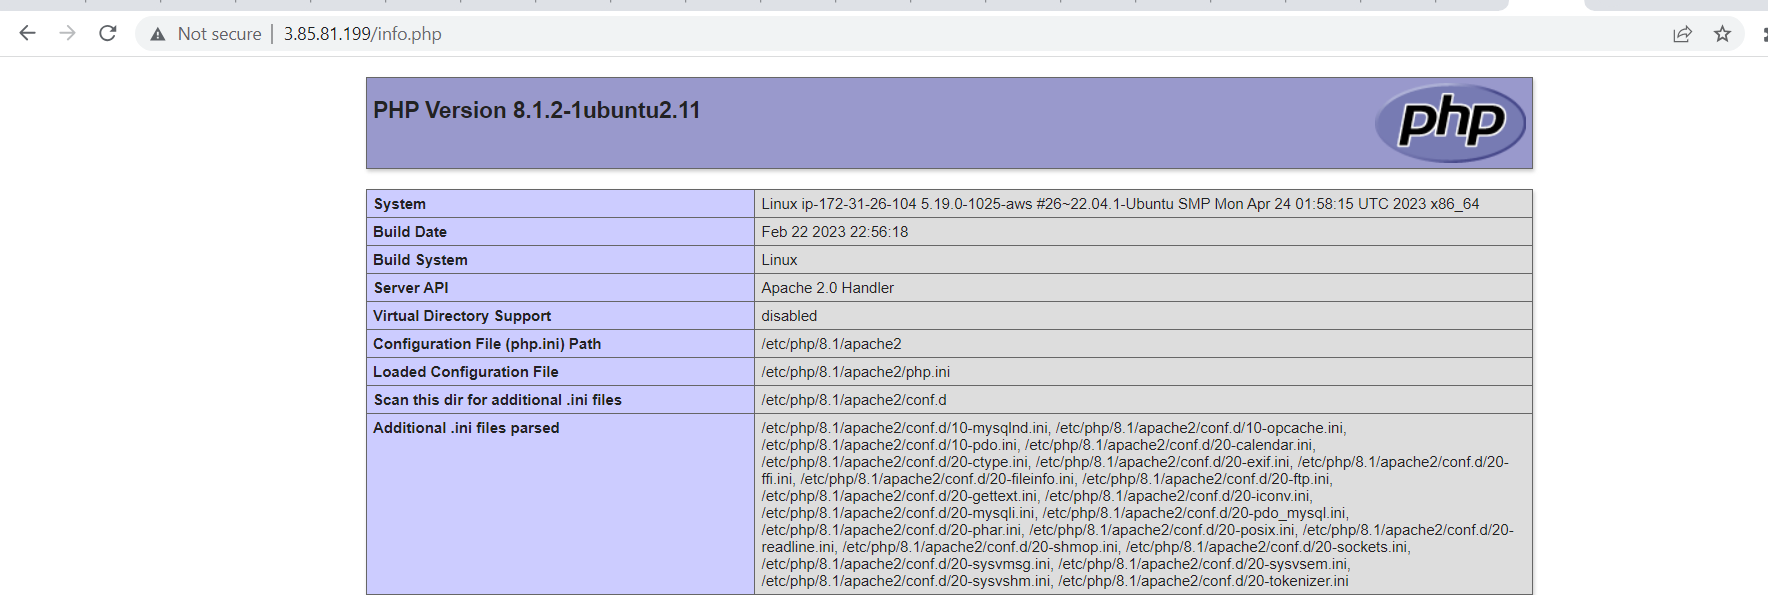 Not secure | 3.85.81.199/info.php
PHP Version 8.1.2-1ubuntu2.11
php
System Linux ip-172-31-26-104 5.19.0-1025-aws #26~22.04.1-Ubuntu SMP Mon Apr 24 01:58:15 UTC 2023 x86_64
Build Date Feb 22 2023 22:56:18
Build System Linux
Server API Apache 2.0 Handler
Virtual Directory Support disabled
Configuration File (php.ini) Path /etc/php/8.1/apache2
Loaded Configuration File /etc/php/8.1/apache2/php.ini
Scan this dir for additional .ini files /etc/php/8.1/apache2/conf.d
Additional .ini files parsed /etc/php/8.1/apache2/conf.d/10-mysqlnd.ini, /etc/php/8.1/apache2/conf.d/10-opcache.ini,
/etc/php/8.1/apache2/conf.d/10-pdo.ini, /etc/php/8.1/apache2/conf.d/20-calendar.ini,
/etc/php/8.1/apache2/conf.d/20-ctype.ini, /etc/php/8.1/apache2/conf.d/20-exif.ini, /etc/php/8.1/apache2/conf.d/20-
ffi.ini, /etc/php/8.1/apache2/conf.d/20-fileinfo.ini, /etc/php/8.1/apache2/conf.d/20-ftp.ini,
/etc/php/8.1/apache2/conf.d/20-gettext.ini, /etc/php/8.1/apache2/conf.d/20-iconv.ini,
/etc/php/8.1/apache2/conf.d/20-mysqli.ini, /etc/php/8.1/apache2/conf.d/20-pdo_mysql.ini,
/etc/php/8.1/apache2/conf.d/20-phar.ini, /etc/php/8.1/apache2/conf.d/20-posix.ini, /etc/php/8.1/apache2/conf.d/20-
readline.ini, /etc/php/8.1/apache2/conf.d/20-shmop.ini, /etc/php/8.1/apache2/conf.d/20-sockets.ini,
/etc/php/8.1/apache2/conf.d/20-sysvmsg.ini, /etc/php/8.1/apache2/conf.d/20-sysvsem.ini,
/etc/php/8.1/apache2/conf.d/20-sysvshm.ini, /etc/php/8.1/apache2/conf.d/20-tokenizer.ini